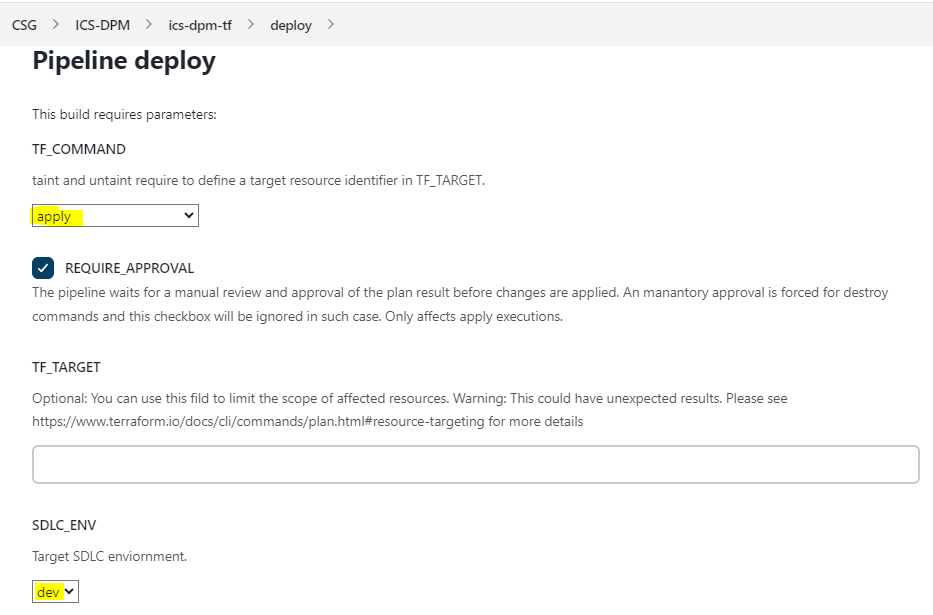 CSG > ICS-DPM > ics-dpm-tf > deploy >
Pipeline deploy
This build requires parameters:
TF_COMMAND
taint and untaint require to define a target resource identifier in TF_TARGET.
apply
REQUIRE_APPROVAL
The pipeline waits for a manual review and approval of the plan result before changes are applied. An manantory approval is forced for destroy
commands and this checkbox will be ignored in such case. Only affects apply executions.
TF_TARGET
Optional: You can use this fild to limit the scope of affected resources. Warning: This could have unexpected results. Please see
https://www.terraform.io/docs/cli/commands/plan.html#resource-targeting for more details
SDLC_ENV
Target SDLC enviornment.
dev